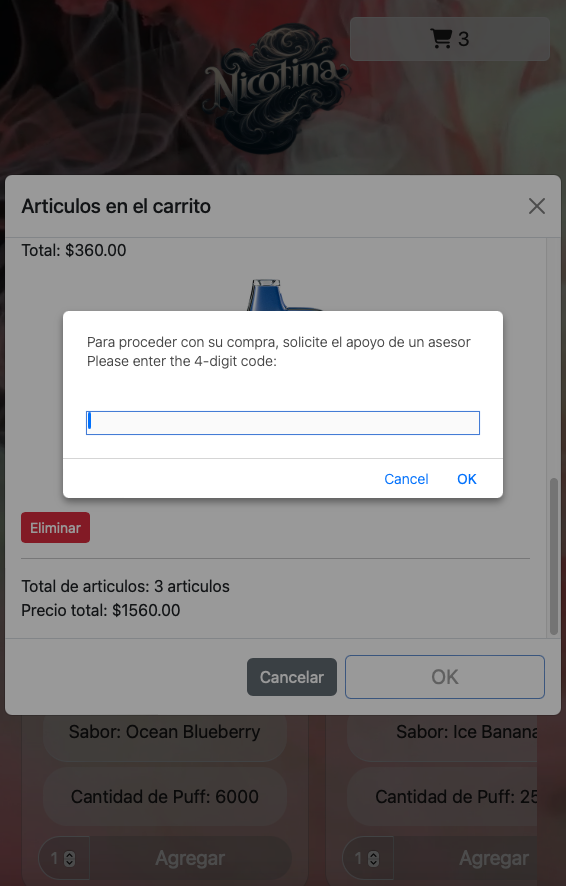 3
Nicotina
Articulos en el carrito
Total: $360.00
Para proceder con su compra, solicite el apoyo de un asesor
Please enter the 4-digit code:
Cancel
OK
Eliminar
Total de articulos: 3 articulos
Precio total: $1560.00
Cancelar
OK
Sabor: Ocean Blueberry
Sabor: Ice Banana
Cantidad de Puff: 6000
Cantidad de Puff: 25
1
Agregar
1
Agregar